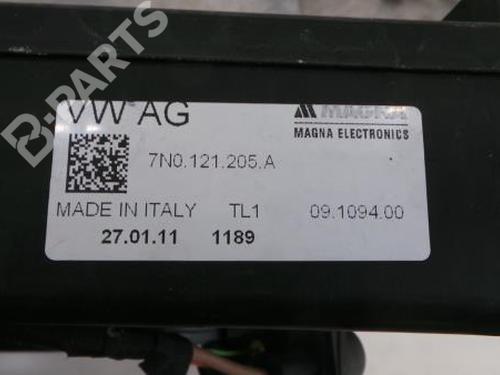 VW AG
MAGNA
MAGNA ELECTRONICS
7N0.121.205.A
MADE IN ITALY TL1 09.1094.00
27.01.11 1189
B-PARTS